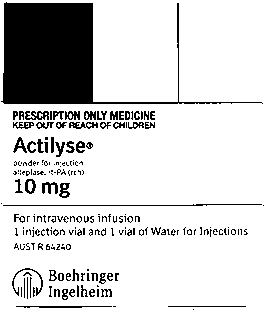 PRESCRIPTION ONLY MEDICINE
KEEP OUT OF REACH OF CHILDREN
Actilyse®
powder for injection
alteplase, rt-PA (rch)
10 mg
For intravenous infusion
1 injection vial and 1 vial of Water for Injections
AUST R 64240
Boehringer
Ingelheim